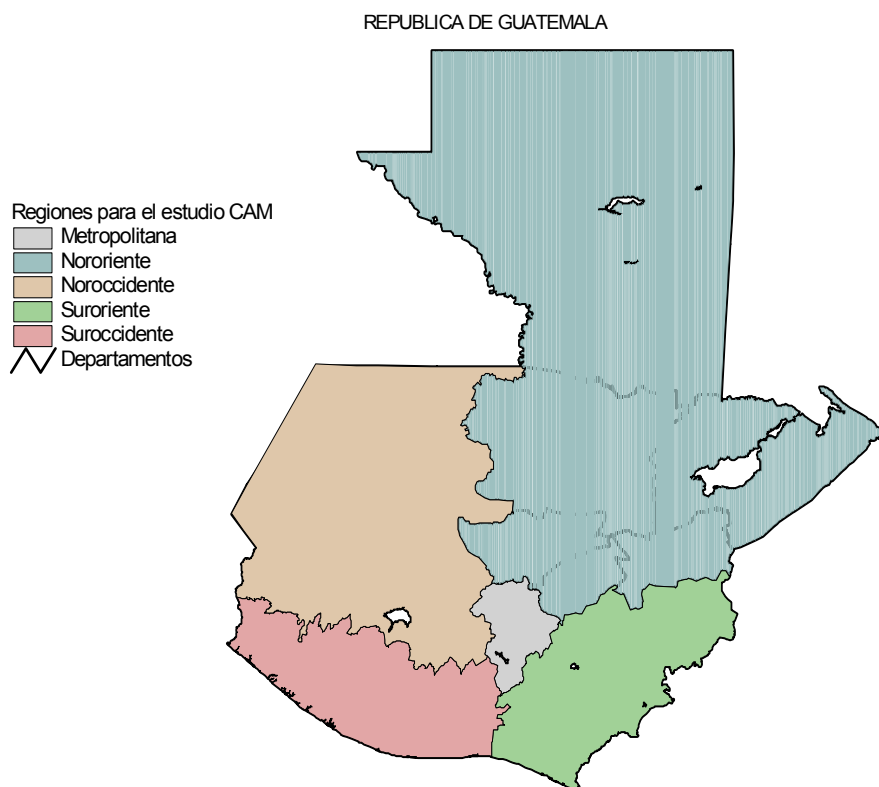 REPUBLICA DE GUATEMALA
Regiones para el estudio CAM
Metropolitana
Nororiente
Noroccidente
Suroriente
Suroccidente
Departamentos